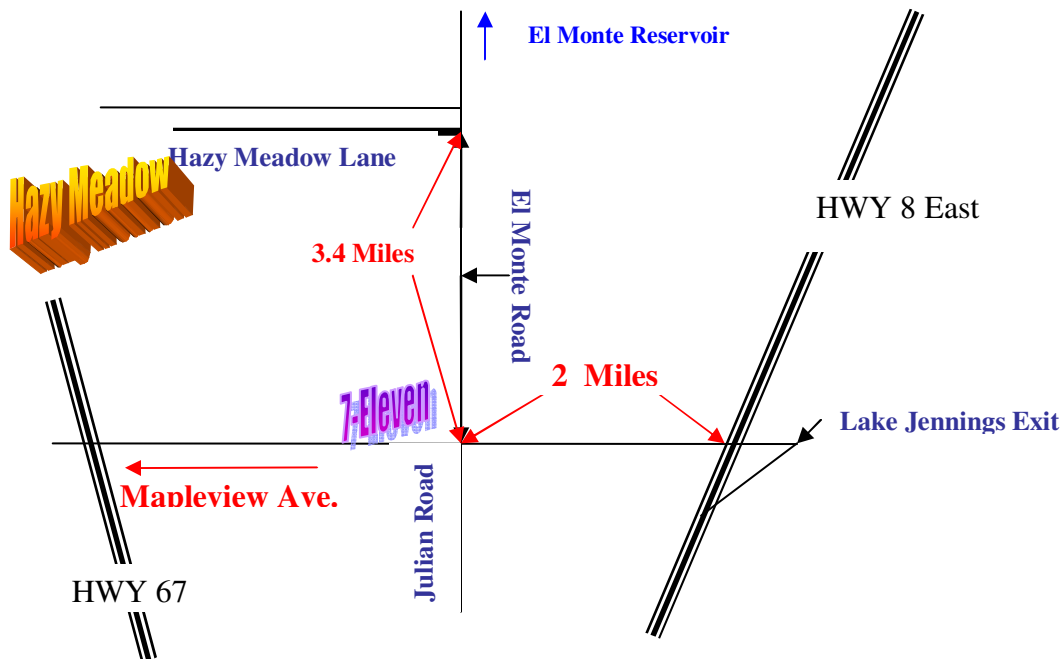 El Monte Reservoir
Hazy Meadow Lane
Hazy Meadow
HWY 8 East
El Monte Road
3.4 Miles
2 Miles
7-Eleven
Lake Jennings Exit
Mapleview Ave.
Julian Road
HWY 67